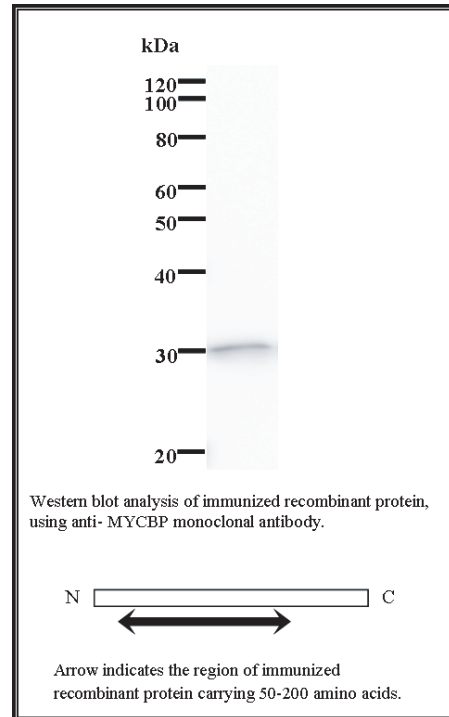 kDa
120
100
80
60
50
40
30
20
Western blot analysis of immunized recombinant protein,
using anti- MYCBP monoclonal antibody.
N C
Arrow indicates the region of immunized
recombinant protein carrying 50-200 amino acids.